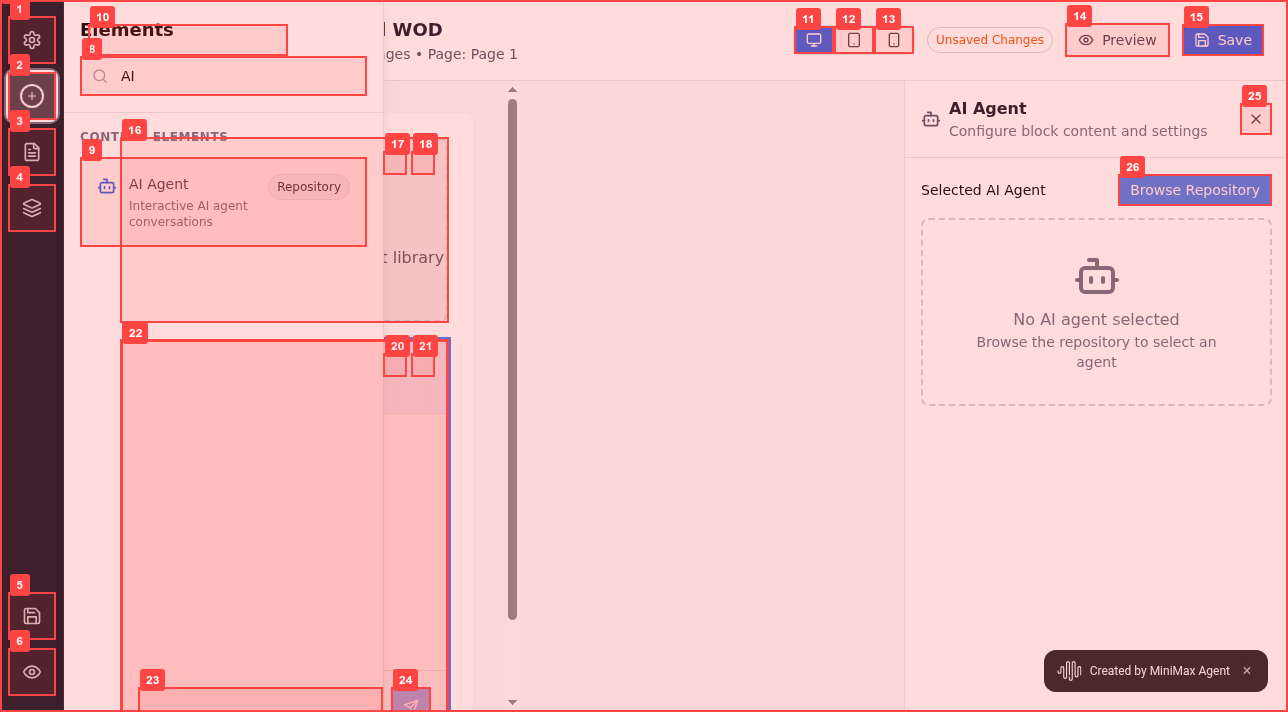 Elements
l WOD
ges • Page: Page 1
AI
CONT ELEMENTS
AI Agent
Repository
Interactive AI agent
conversations
t library
Unsaved Changes
Preview
Save
AI Agent
Configure block content and settings
Selected AI Agent
Browse Repository
No AI agent selected
Browse the repository to select an
agent
Created by MiniMax Agent ×
1
2
3
4
5
6
8
9
10
11
12
13
14
15
16
17
18
20
21
22
23
24
25
26